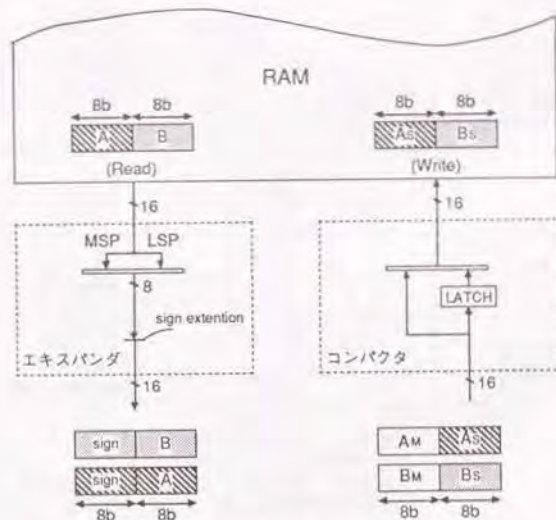 RAM
8b 8b 8b 8b
A B As Bs
(Read) (Write)
16 16
MSP LSP
8
LATCH
sign extention
エキスパンダ コンパクタ
16 16
sign B AM As
sign A BM Bs
8b 8b 8b 8b